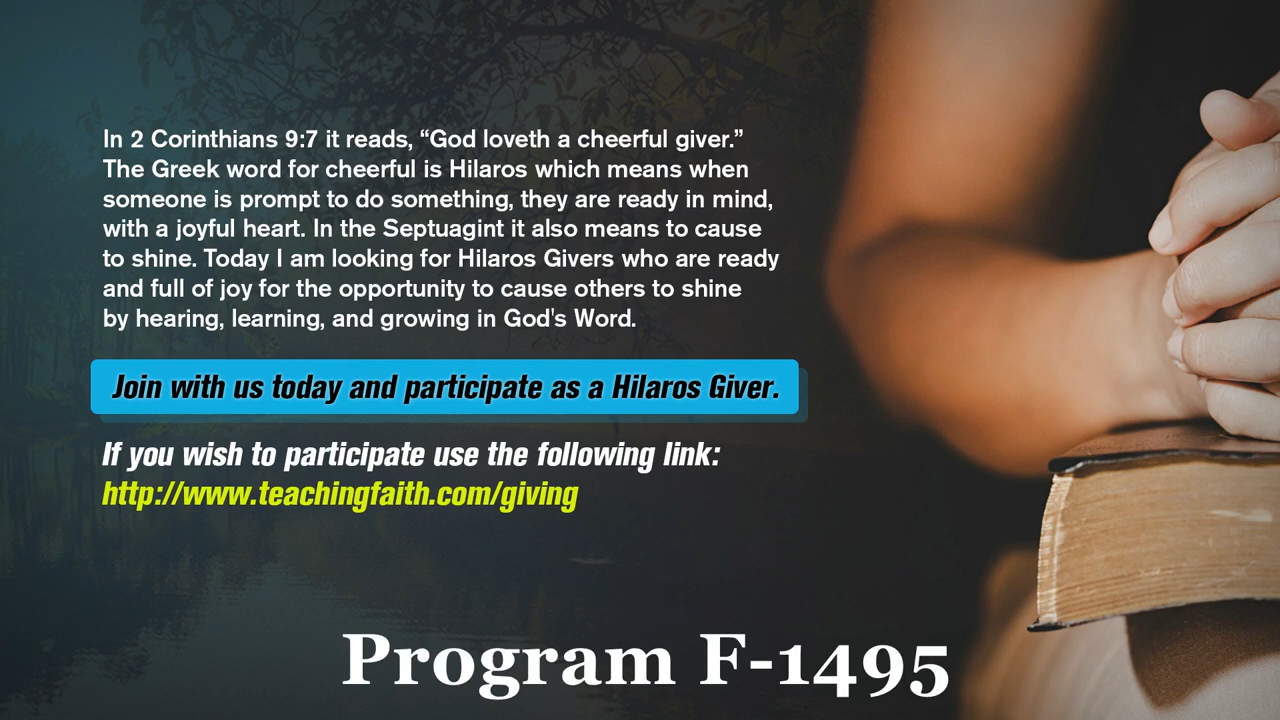 In 2 Corinthians 9:7 it reads, “God loveth a cheerful giver.”
The Greek word for cheerful is Hilaros which means when
someone is prompt to do something, they are ready in mind,
with a joyful heart. In the Septuagint it also means to cause
to shine. Today I am looking for Hilaros Givers who are ready
and full of joy for the opportunity to cause others to shine
by hearing, learning, and growing in God's Word.
Join with us today and participate as a Hilaros Giver.
If you wish to participate use the following link:
http://www.teachingfaith.com/giving
Program F-1495